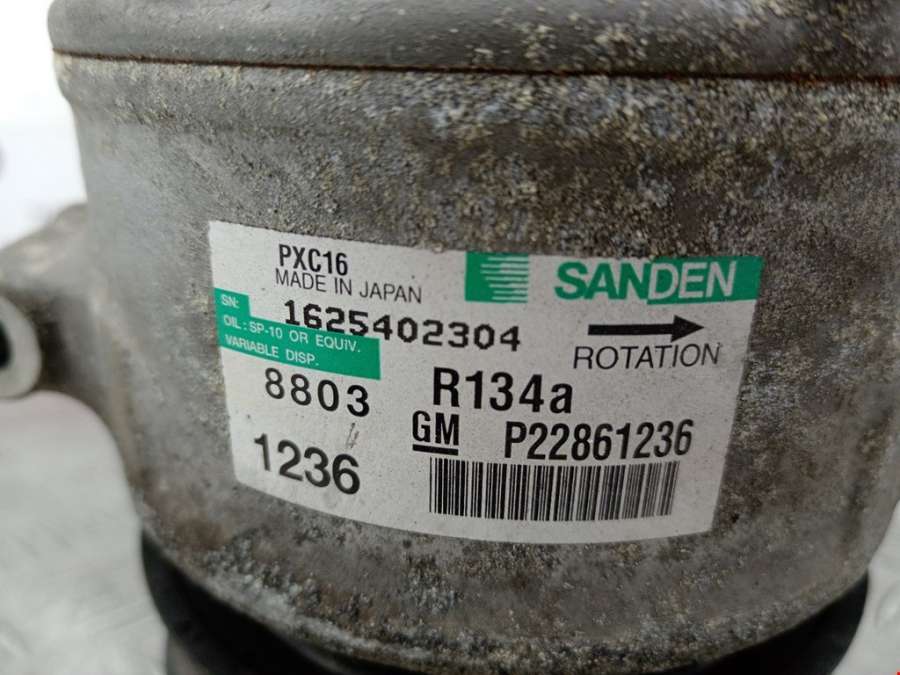 PXC16
MADE IN JAPAN
SANDEN
SN:
1625402304
OIL: SP-10 OR EQUIV.
VARIABLE DISP.
ROTATION
8803
R134a
GM
P22861236
1236